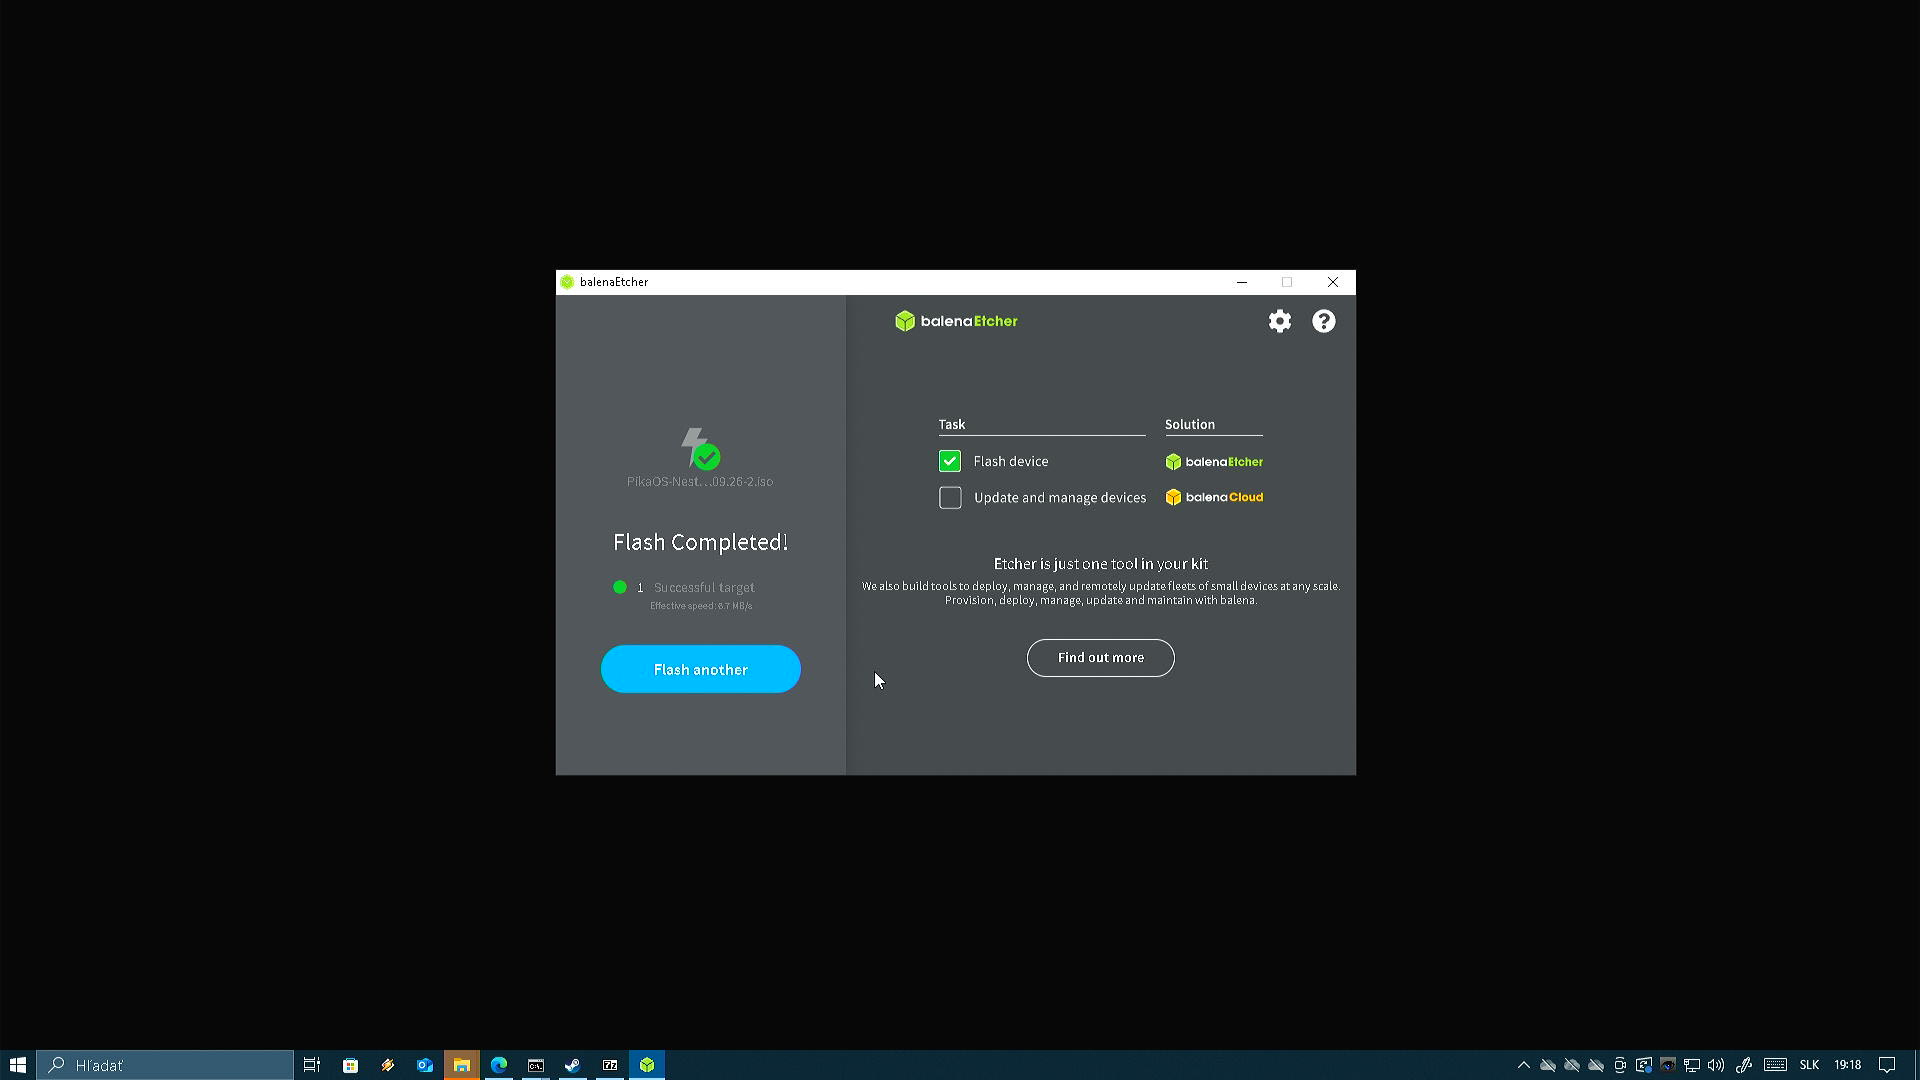 balenaEtcher
balenaEtcher
PikaOS-Nest...09.26-2.iso
Flash Completed!
1 Successful target
Effective speed: 6.7 MB/s
Flash another
Task Solution
Flash device balenaEtcher
Update and manage devices balenaCloud
Etcher is just one tool in your kit
We also build tools to deploy, manage, and remotely update fleets of small devices at any scale.
Provision, deploy, manage, update and maintain with balena.
Find out more
Hľadať
SLK 19:18